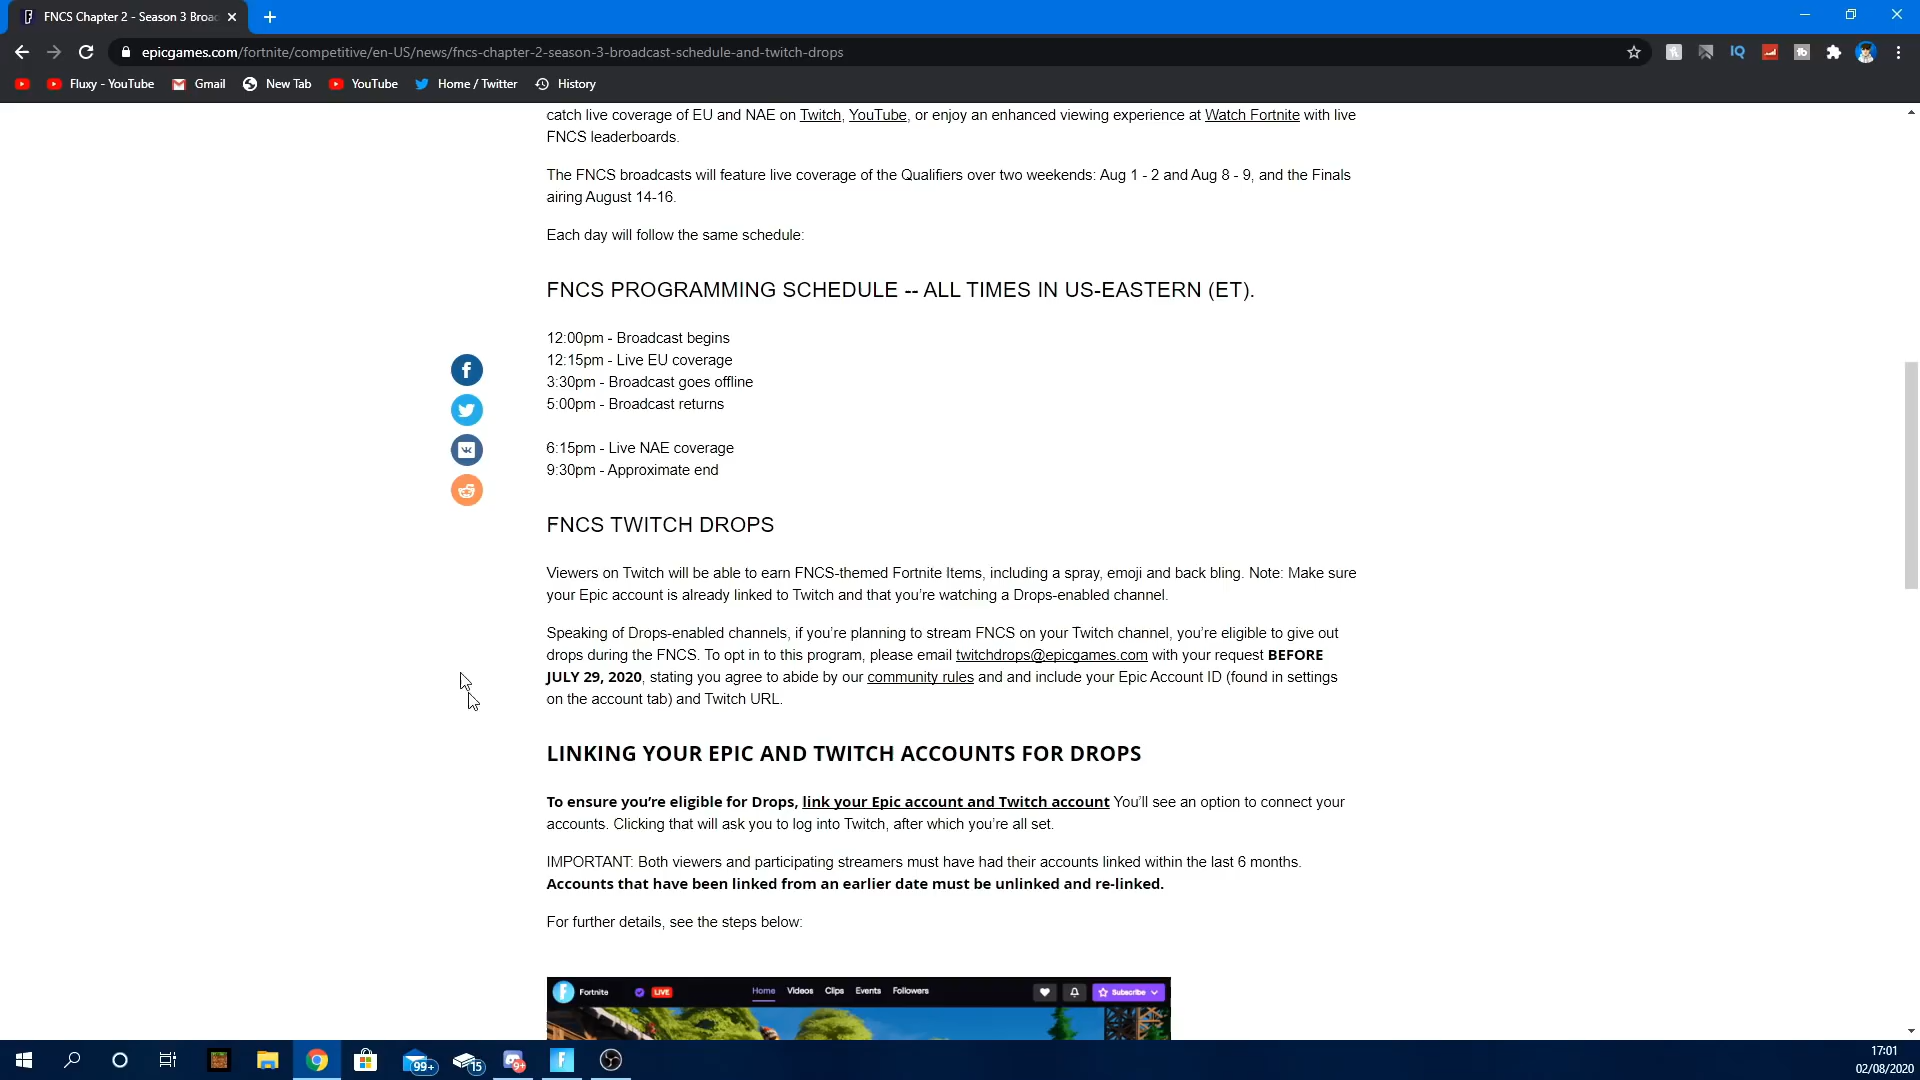 FNCS Chapter 2 - Season 3 Broad
epicgames.com/fortnite/competitive/en-US/news/fncs-chapter-2-season-3-broadcast-schedule-and-twitch-drops
IQ
Fluxy - YouTube Gmail New Tab YouTube Home / Twitter History
catch live coverage of EU and NAE on Twitch, YouTube, or enjoy an enhanced viewing experience at Watch Fortnite with live
FNCS leaderboards.
The FNCS broadcasts will feature live coverage of the Qualifiers over two weekends: Aug 1 - 2 and Aug 8 - 9, and the Finals
airing August 14-16.
Each day will follow the same schedule:
FNCS PROGRAMMING SCHEDULE -- ALL TIMES IN US-EASTERN (ET).
12:00pm - Broadcast begins
12:15pm - Live EU coverage
3:30pm - Broadcast goes offline
5:00pm - Broadcast returns
6:15pm - Live NAE coverage
9:30pm - Approximate end
FNCS TWITCH DROPS
Viewers on Twitch will be able to earn FNCS-themed Fortnite Items, including a spray, emoji and back bling. Note: Make sure
your Epic account is already linked to Twitch and that you're watching a Drops-enabled channel.
Speaking of Drops-enabled channels, if you're planning to stream FNCS on your Twitch channel, you're eligible to give out
drops during the FNCS. To opt in to this program, please email twitchdrops@epicgames.com with your request BEFORE
JULY 29, 2020, stating you agree to abide by our community rules and and include your Epic Account ID (found in settings
on the account tab) and Twitch URL.
LINKING YOUR EPIC AND TWITCH ACCOUNTS FOR DROPS
To ensure you're eligible for Drops, link your Epic account and Twitch account You'll see an option to connect your
accounts. Clicking that will ask you to log into Twitch, after which you're all set.
IMPORTANT: Both viewers and participating streamers must have had their accounts linked within the last 6 months.
Accounts that have been linked from an earlier date must be unlinked and re-linked.
For further details, see the steps below:
Fortnite LIVE Home Videos Clips Events Followers Subscribe
99+ 15 9+
17:01
02/08/2020